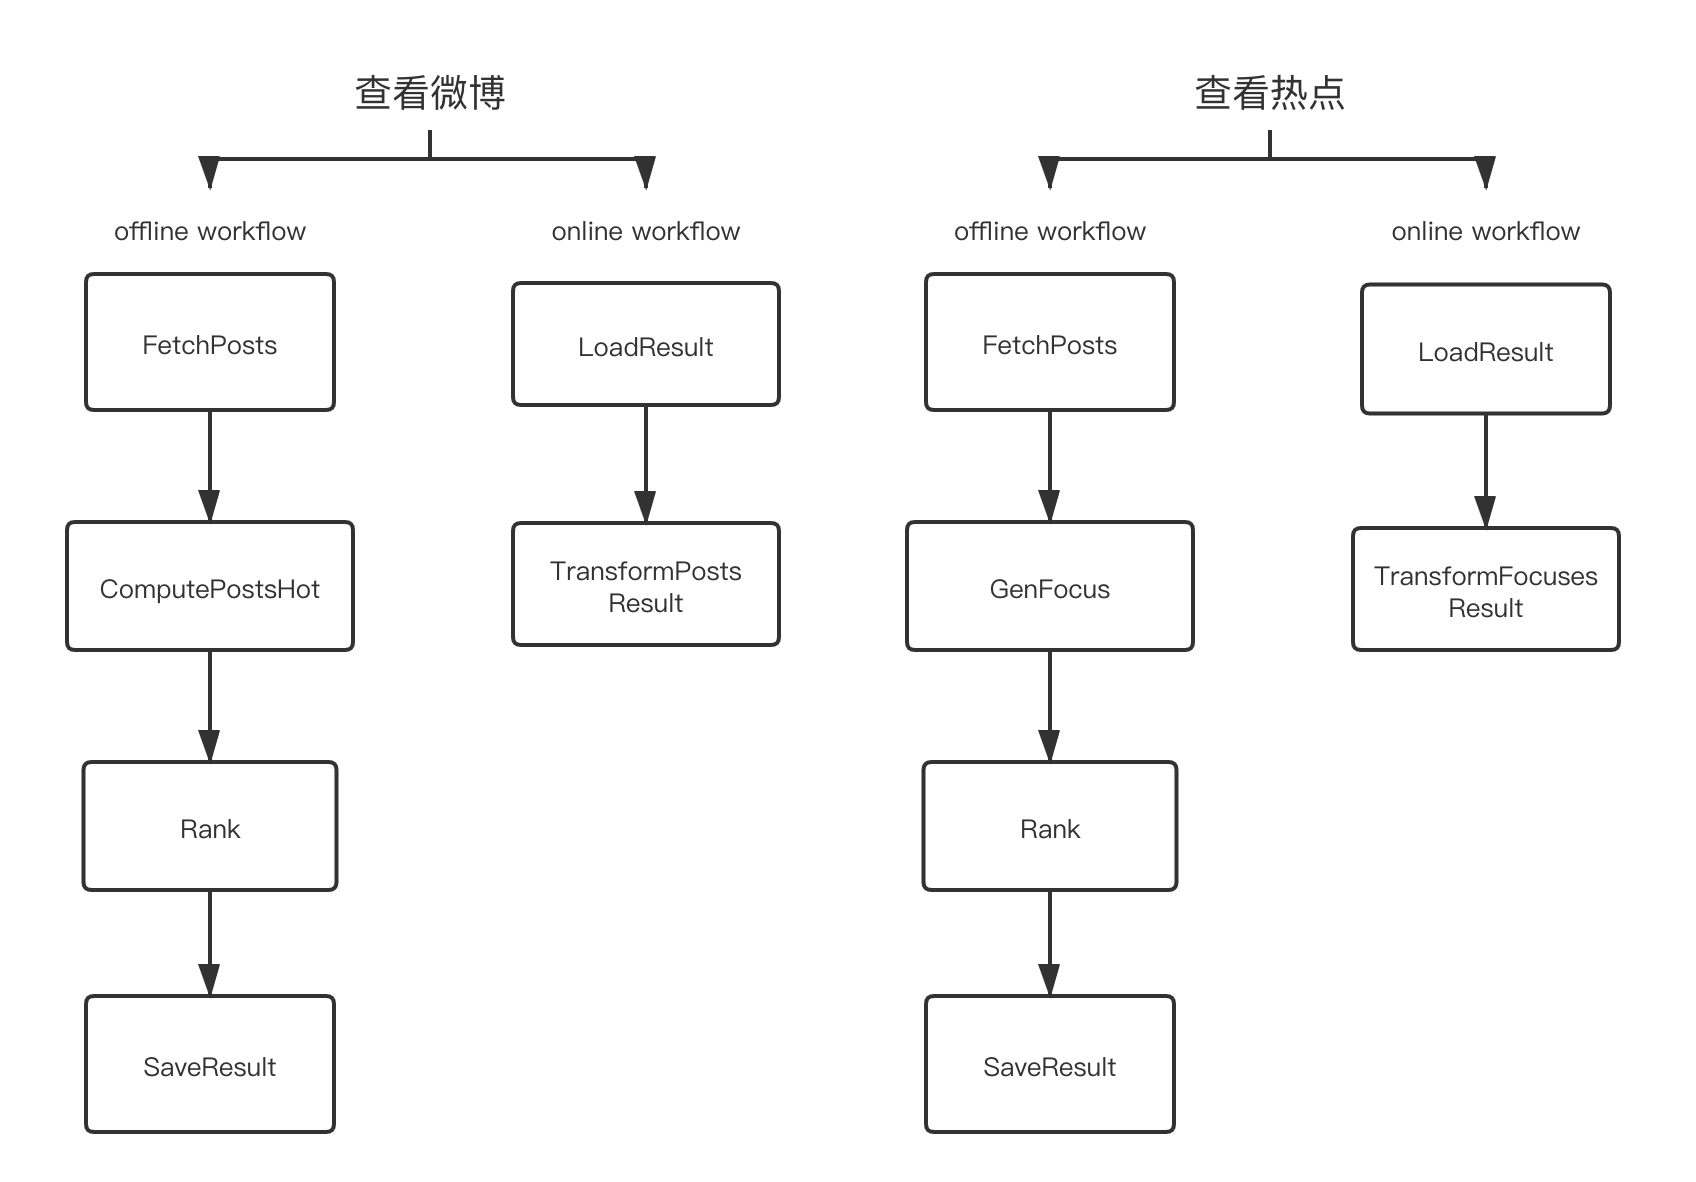 查看微博
offline workflow
FetchPosts
ComputePostsHot
Rank
SaveResult
online workflow
LoadResult
TransformPosts
Result
查看热点
offline workflow
FetchPosts
GenFocus
Rank
SaveResult
online workflow
LoadResult
TransformFocuses
Result